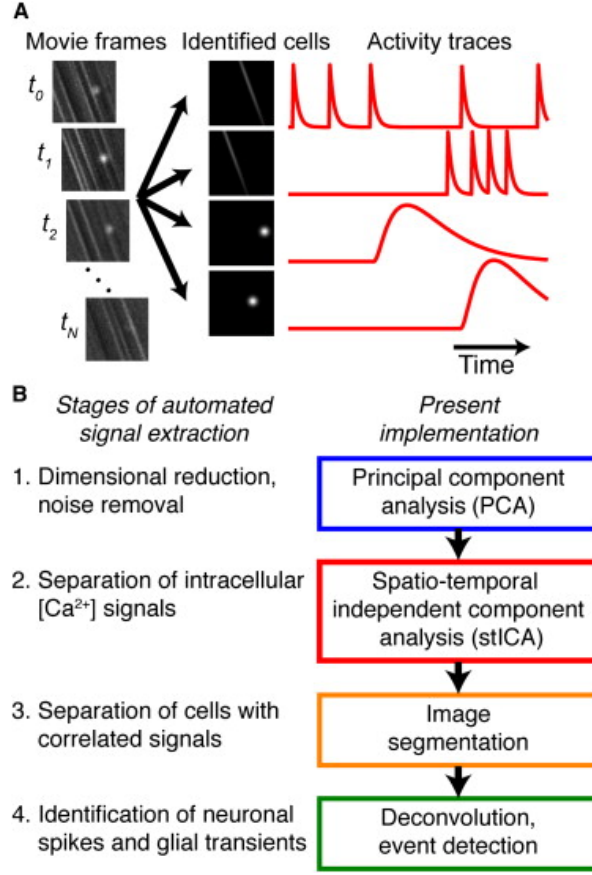 A
Movie frames Identified cells Activity traces
t0
t1
t2
tN
Time
B
Stages of automated
signal extraction
Present
implementation
1. Dimensional reduction,
noise removal
Principal component
analysis (PCA)
2. Separation of intracellular
[Ca²⁺] signals
Spatio-temporal
independent component
analysis (stICA)
3. Separation of cells with
correlated signals
Image
segmentation
4. Identification of neuronal
spikes and glial transients
Deconvolution,
event detection